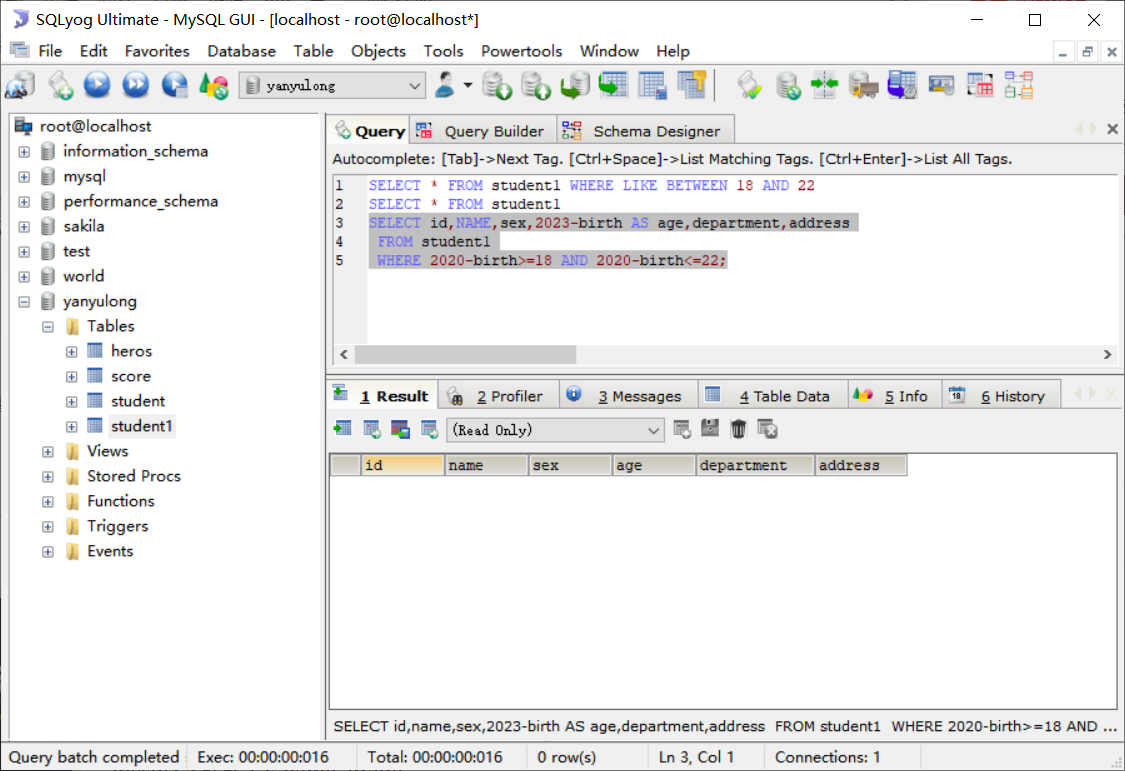 SQLyog Ultimate - MySQL GUI - [localhost - root@localhost*]
File Edit Favorites Database Table Objects Tools Powertools Window Help
yanyulong
root@localhost
information_schema
mysql
performance_schema
sakila
test
world
yanyulong
Tables
heros
score
student
student1
Views
Stored Procs
Functions
Triggers
Events
Query Query Builder Schema Designer
Autocomplete: [Tab]->Next Tag. [Ctrl+Space]->List Matching Tags. [Ctrl+Enter]->List All Tags.
1 SELECT * FROM student1 WHERE LIKE BETWEEN 18 AND 22
2 SELECT * FROM student1
3 SELECT id,NAME,sex,2023-birth AS age,department,address
4 FROM student1
5 WHERE 2020-birth>=18 AND 2020-birth<=22;
1 Result 2 Profiler 3 Messages 4 Table Data 5 Info 18 6 History
(Read Only)
id name sex age department address
SELECT id,name,sex,2023-birth AS age,department,address FROM student1 WHERE 2020-birth>=18 AND ...
Query batch completed Exec: 00:00:00:016 Total: 00:00:00:016 0 row(s) Ln 3, Col 1 Connections: 1